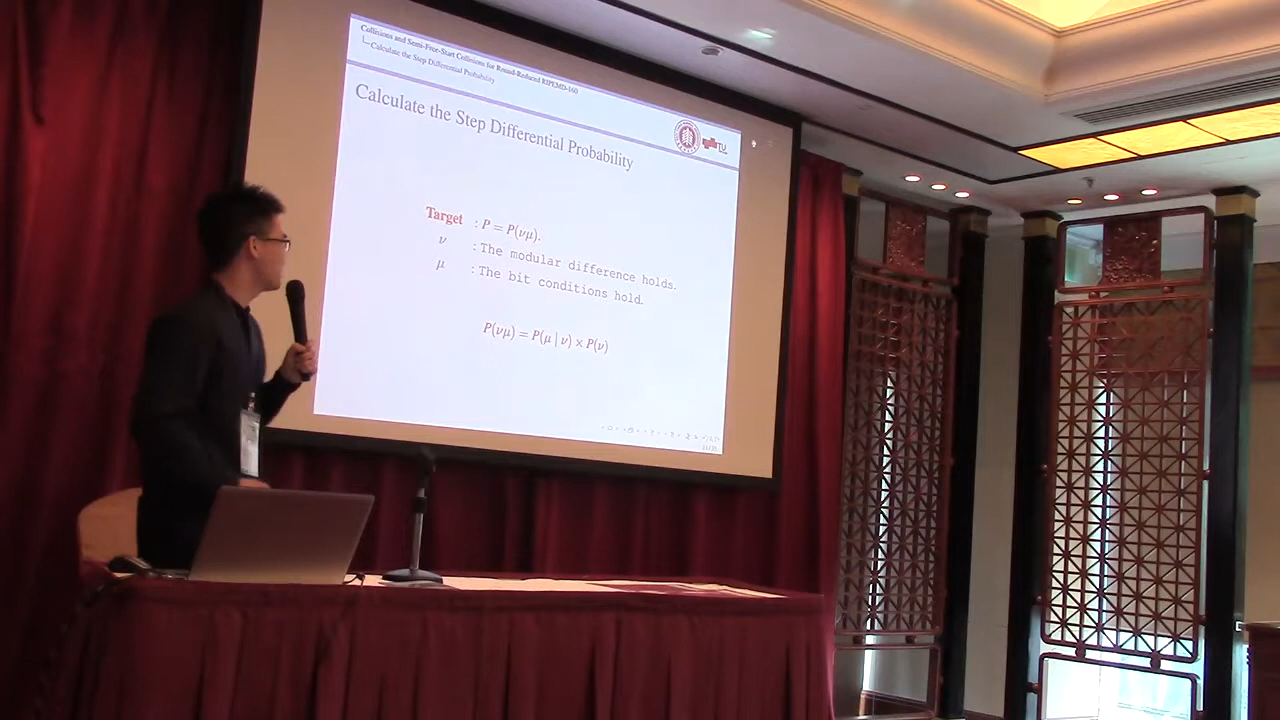 Collisions and Semi-Free-Start Collisions for Round-Reduced RIPEMD-160
Calculate the Step Differential Probability
Calculate the Step Differential Probability
TU
Target : P = P(νμ).
ν : The modular difference holds.
μ : The bit conditions hold.
P(νμ) = P(μ | ν) × P(ν)